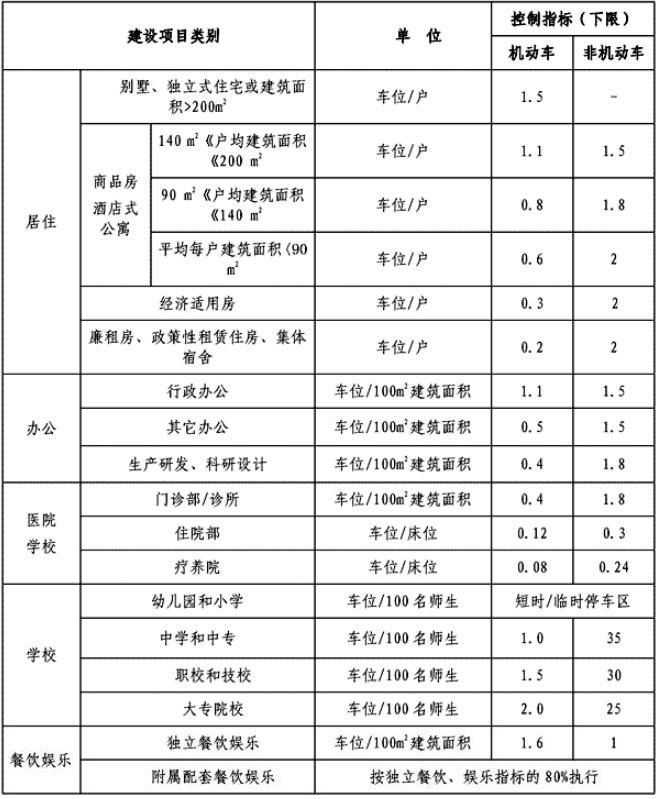 建设项目类别 单 位 控制指标（下限）
机动车 非机动车
居住 别墅、独立式住宅或建筑面
积>200m² 车位/户 1.5 -
商品房
酒店式
公寓
140 m²《户均建筑面积
《200 m² 车位/户 1.1 1.5
90 m²《户均建筑面积
《140 m² 车位/户 0.8 1.8
平均每户建筑面积〈90
m² 车位/户 0.6 2
经济适用房 车位/户 0.3 2
廉租房、政策性租赁住房、集体
宿舍 车位/户 0.2 2
办公 行政办公 车位/100m²建筑面积 1.1 1.5
其它办公 车位/100m²建筑面积 0.5 1.5
生产研发、科研设计 车位/100m²建筑面积 0.4 1.8
医院
学校
门诊部/诊所 车位/100m²建筑面积 0.4 1.8
住院部 车位/床位 0.12 0.3
疗养院 车位/床位 0.08 0.24
学校 幼儿园和小学 车位/100名师生 短时/临时停车区
中学和中专 车位/100名师生 1.0 35
职校和技校 车位/100名师生 1.5 30
大专院校 车位/100名师生 2.0 25
餐饮娱乐 独立餐饮娱乐 车位/100m²建筑面积 1.6 1
附属配套餐饮娱乐 按独立餐饮、娱乐指标的80%执行